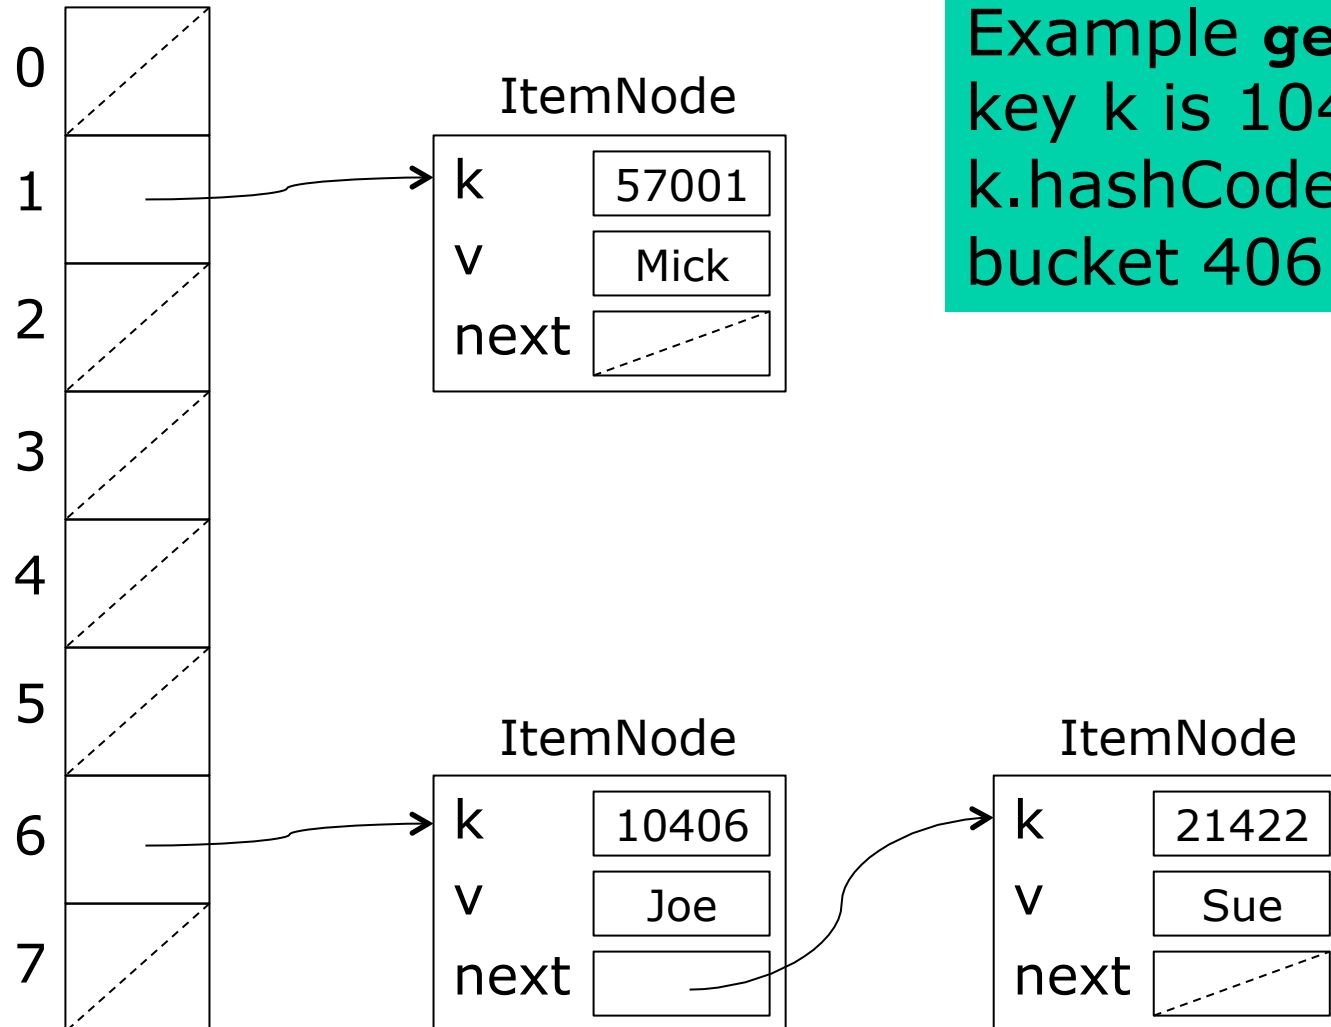 0
1
2
3
4
5
6
7
ItemNode
k 57001
v Mick
next
Example
key k is
bucket 406
ItemNode
k 10406
v Joe
next
ItemNode
k 21422
v Sue
next